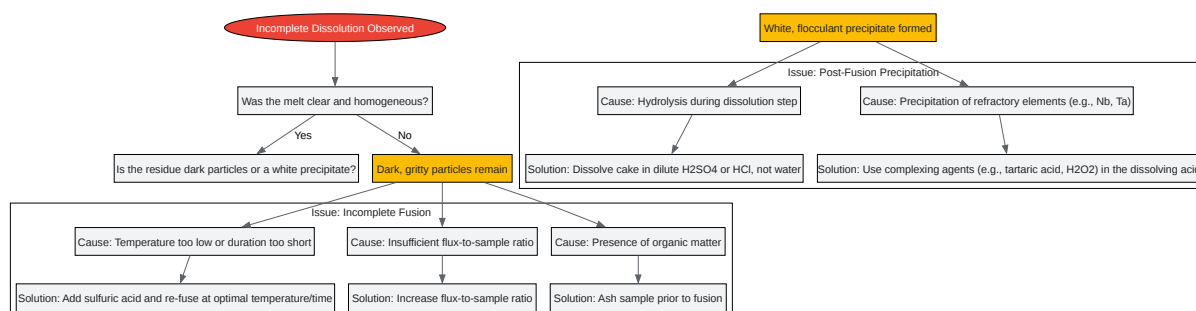 Incomplete Dissolution Observed
White, flocculant precipitate formed
Issue: Post-Fusion Precipitation
Was the melt clear and homogeneous?
Cause: Hydrolysis during dissolution step
Cause: Precipitation of refractory elements (e.g., Nb, Ta)
Yes
No
Is the residue dark particles or a white precipitate?
Dark, gritty particles remain
Solution: Dissolve cake in dilute H2SO4 or HCl, not water
Solution: Use complexing agents (e.g., tartaric acid, H2O2) in the dissolving acid
Issue: Incomplete Fusion
Cause: Temperature too low or duration too short
Cause: Insufficient flux-to-sample ratio
Cause: Presence of organic matter
Solution: Add sulfuric acid and re-fuse at optimal temperature/time
Solution: Increase flux-to-sample ratio
Solution: Ash sample prior to fusion